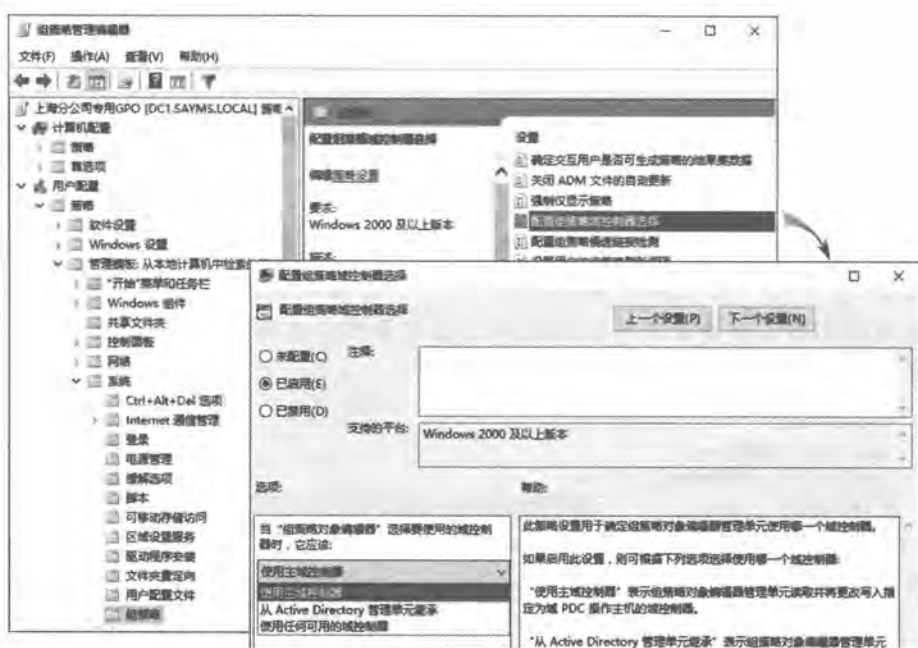 组策略管理编辑器
文件(F) 操作(A) 查看(V) 帮助(H)
上海分公司专用GPO [DC1.SAYMS.LOCAL] 策略
计算机配置
策略
首选项
用户配置
策略
软件设置
Windows 设置
管理模板: 从本地计算机中检索
"开始"菜单和任务栏
Windows 组件
共享文件夹
控制面板
网络
系统
Ctrl+Alt+Del 选项
Internet 通信管理
登录
电源管理
缓解选项
脚本
可移动存储访问
区域设置服务
驱动程序安装
文件夹重定向
用户配置文件
组策略
配置组策略域控制器选择
编辑策略设置
要求:
Windows 2000 及以上版本
设置
确定交互用户是否可生成策略的结果集数据
关闭 ADM 文件的自动更新
强制仅显示策略
配置组策略域控制器选择
配置组策略慢速链接检测
配置组策略域控制器选择
配置组策略域控制器选择
上一个设置(P) 下一个设置(N)
未配置(C) 注释:
已启用(E)
已禁用(D)
支持的平台: Windows 2000 及以上版本
选项:
帮助:
当"组策略对象编辑器"选择要使用的域控制
器时，它应该:
使用主域控制器
使用主域控制器
从 Active Directory 管理单元继承
使用任何可用的域控制器
此策略设置用于确定组策略对象编辑器管理单元使用哪一个域控制器。
如果启用此设置，则可根据下列选项选择使用哪一个域控制器:
"使用主域控制器"表示组策略对象编辑器管理单元读取并将更改写入指
定为域 PDC 操作主机的域控制器。
"从 Active Directory 管理单元继承"表示组策略对象编辑器管理单元